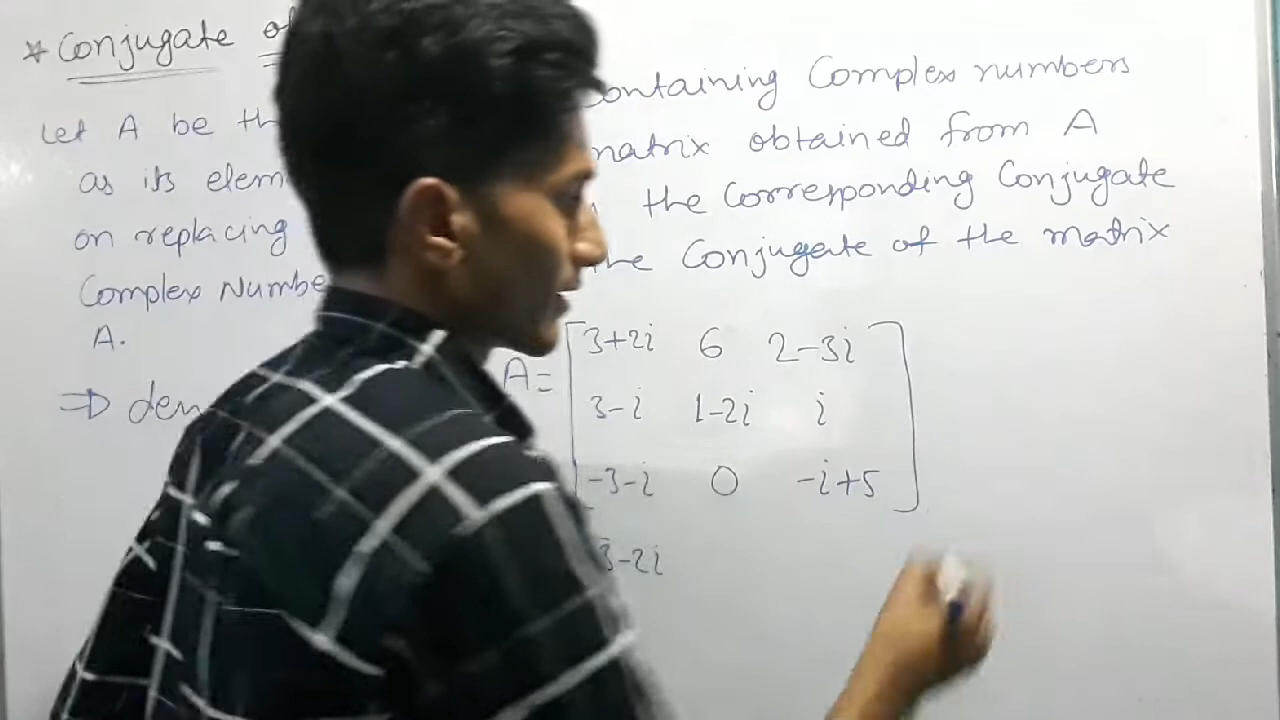 * Conjugate of
Let A be th containing Complex numbers
as its elem matrix obtained from A
on replacing the Corresponding Conjugate
Complex Numbe the Conjugate of the matrix
A.
⇒ den
A= [3+2i 6 2-3i
3-i 1-2i i
-3-i 0 -i+5]
3-2i